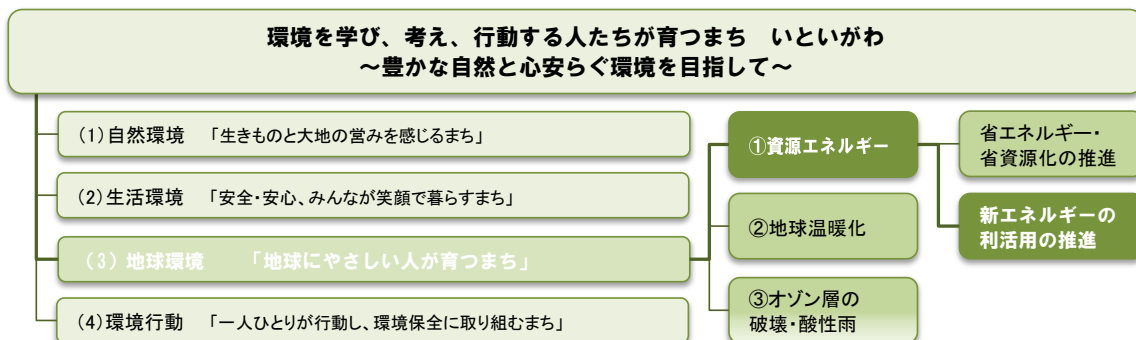 環境を学び、考え、行動する人たちが育つまち　いといがわ
～豊かな自然と心安らぐ環境を目指して～
(1)自然環境　「生きものと大地の営みを感じるまち」
(2)生活環境　「安全・安心、みんなが笑顔で暮らすまち」
(3)地球環境　「地球にやさしい人が育つまち」
(4)環境行動　「一人ひとりが行動し、環境保全に取り組むまち」
①資源エネルギー
②地球温暖化
③オゾン層の
破壊・酸性雨
省エネルギー・
省資源化の推進
新エネルギーの
利活用の推進